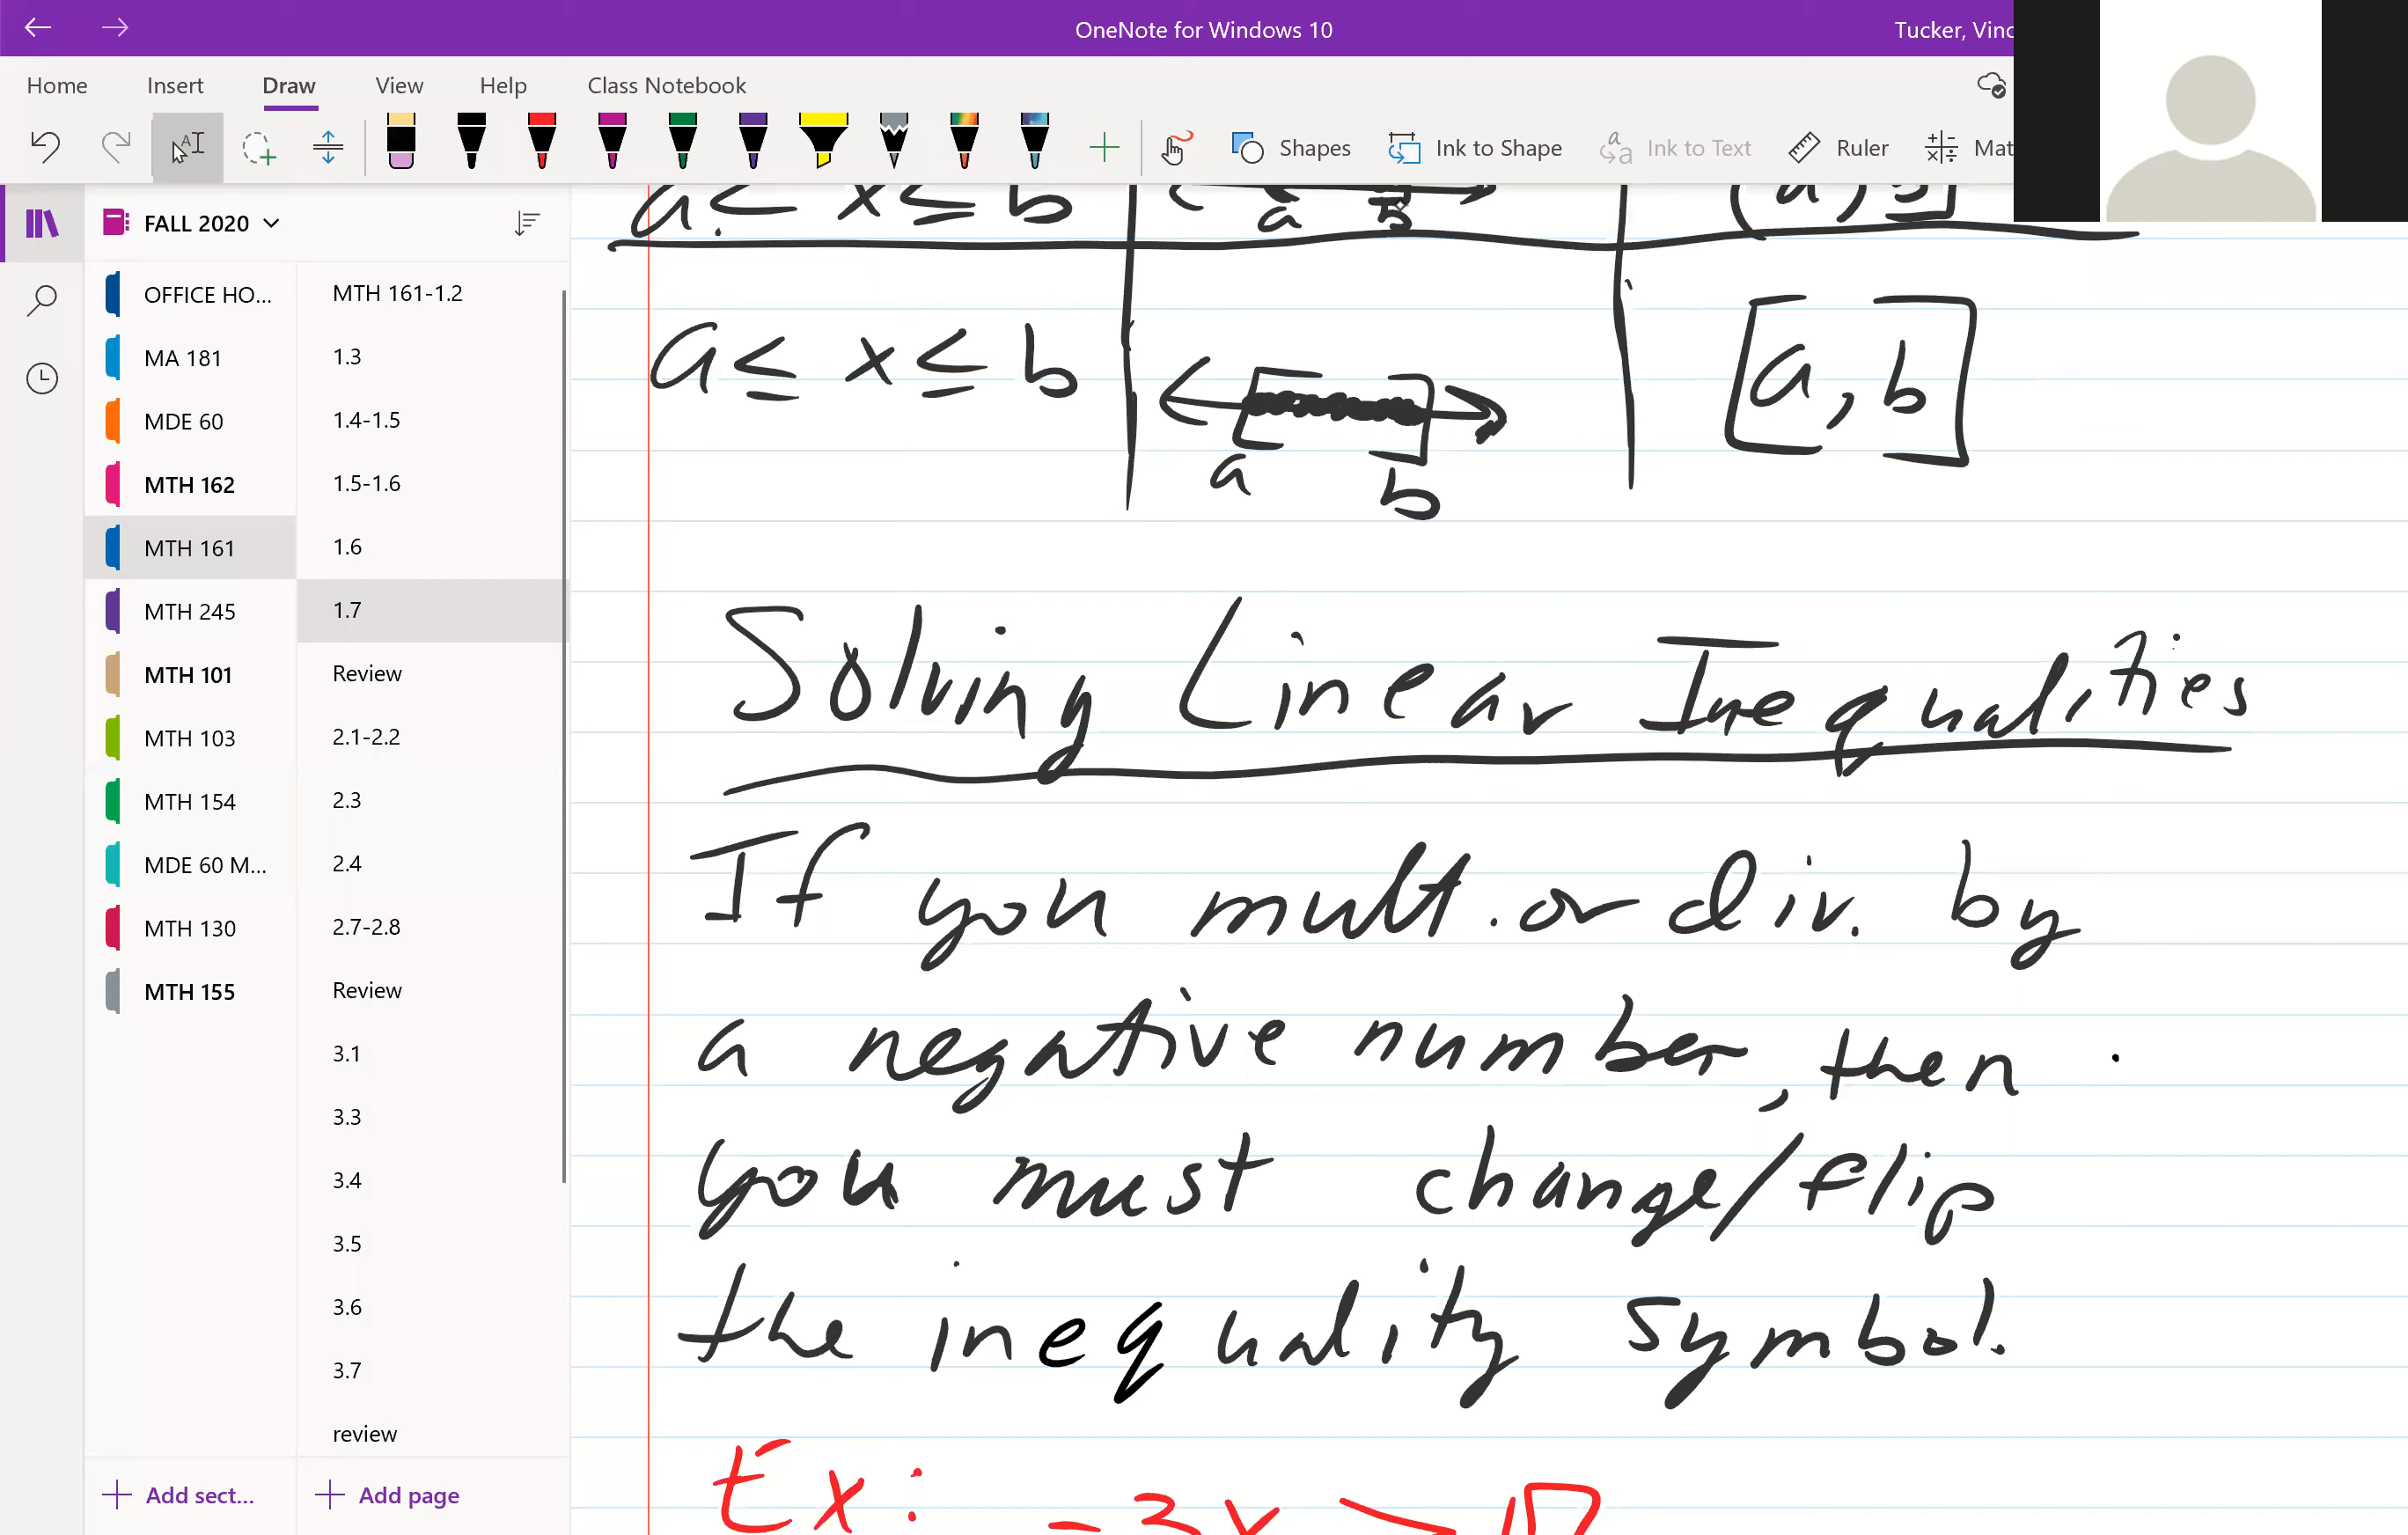 OneNote for Windows 10
Tucker, Vinc
Home Insert Draw View Help Class Notebook
Shapes Ink to Shape Ink to Text Ruler Mat
FALL 2020
OFFICE HO...
MA 181
MDE 60
MTH 162
MTH 161
MTH 245
MTH 101
MTH 103
MTH 154
MDE 60 M...
MTH 130
MTH 155
Add sect...
MTH 161-1.2
1.3
1.4-1.5
1.5-1.6
1.6
1.7
Review
2.1-2.2
2.3
2.4
2.7-2.8
Review
3.1
3.3
3.4
3.5
3.6
3.7
review
Add page
a < x ≤ b a b (a, b]
a ≤ x ≤ b a b [a, b]
Solving Linear Inequalities
If you mult. or div. by
a negative number, then
you must change/flip
the inequality symbol.
Ex: